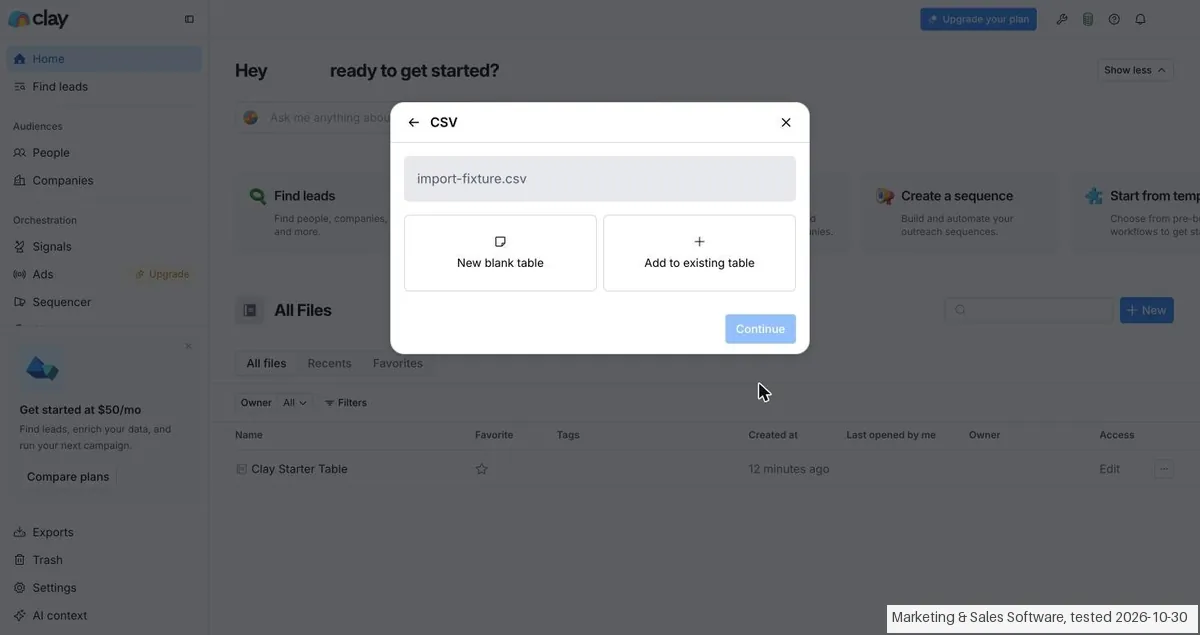 clay
Upgrade your plan
Home
Find leads
Audiences
People
Companies
Orchestration
Signals
Ads
Upgrade
Sequencer
Get started at $50/mo
Find leads, enrich your data, and
run your next campaign.
Compare plans
Exports
Trash
Settings
AI context
Hey ready to get started?
Show less
Ask me anything abou
Find leads
Find people, companies,
and more.
Create a sequence
Build and automate your
outreach sequences.
Start from temp
Choose from pre-b
workflows to get st
CSV
import-fixture.csv
New blank table
Add to existing table
Continue
All Files
New
All files
Recents
Favorites
Owner
All
Filters
Name
Favorite
Tags
Created at
Last opened by me
Owner
Access
Clay Starter Table
12 minutes ago
Edit
Marketing & Sales Software, tested 2026-10-30